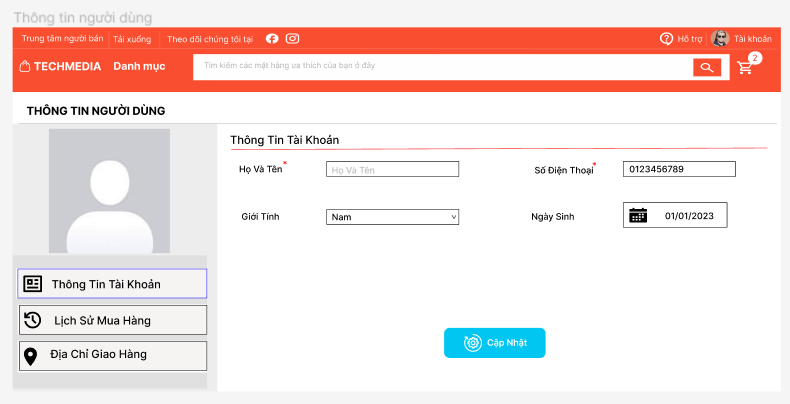 Thông tin người dùng
Trung tâm người bán Tải xuống Theo dõi chúng tôi tại Hỗ trợ Tài khoản
TECHMEDIA Danh mục Tìm kiếm các mặt hàng ưa thích của bạn ở đây 2
THÔNG TIN NGƯỜI DÙNG
Thông Tin Tài Khoản
Họ Và Tên* Họ Và Tên Số Điện Thoại* 0123456789
Giới Tính Nam Ngày Sinh 01/01/2023
Thông Tin Tài Khoản
Lịch Sử Mua Hàng
Địa Chỉ Giao Hàng
Cập Nhật